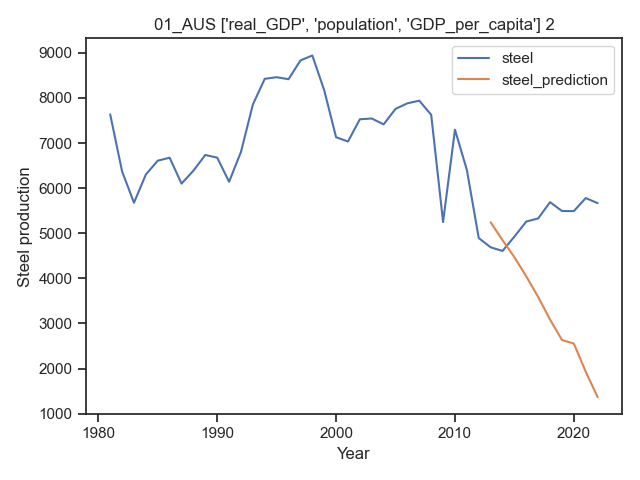 01_AUS ['real_GDP', 'population', 'GDP_per_capita'] 2
steel
steel_prediction
9000
8000
7000
6000
5000
4000
3000
2000
1000
Steel production
1980
1990
2000
2010
2020
Year